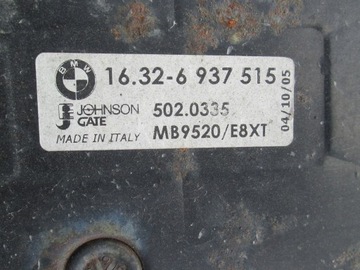 BMW
16.32-6 937 515
JOHNSON
GATE
502.0335
MADE IN ITALY
MB9520/E8XT
04/10/05